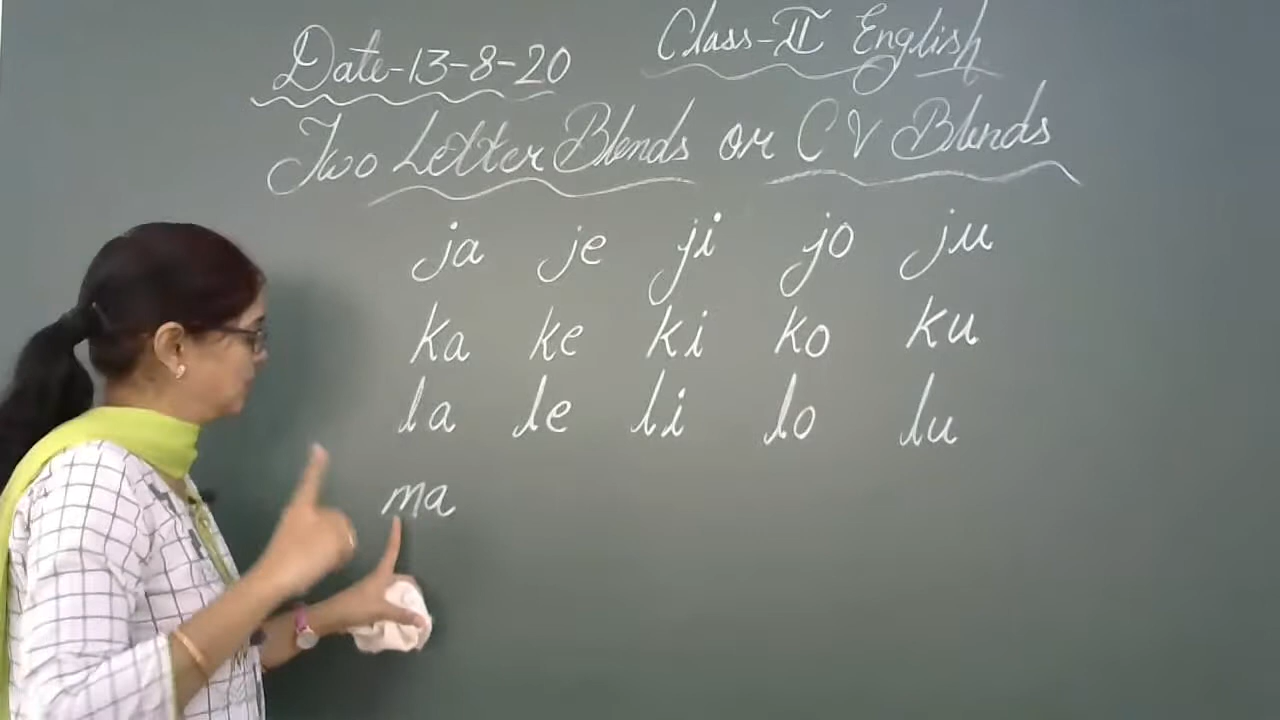 Date-13-8-20 Class-II English
Two Letter Blends or CV Blends
ja je ji jo ju
ka ke ki ko ku
la le li lo lu
ma